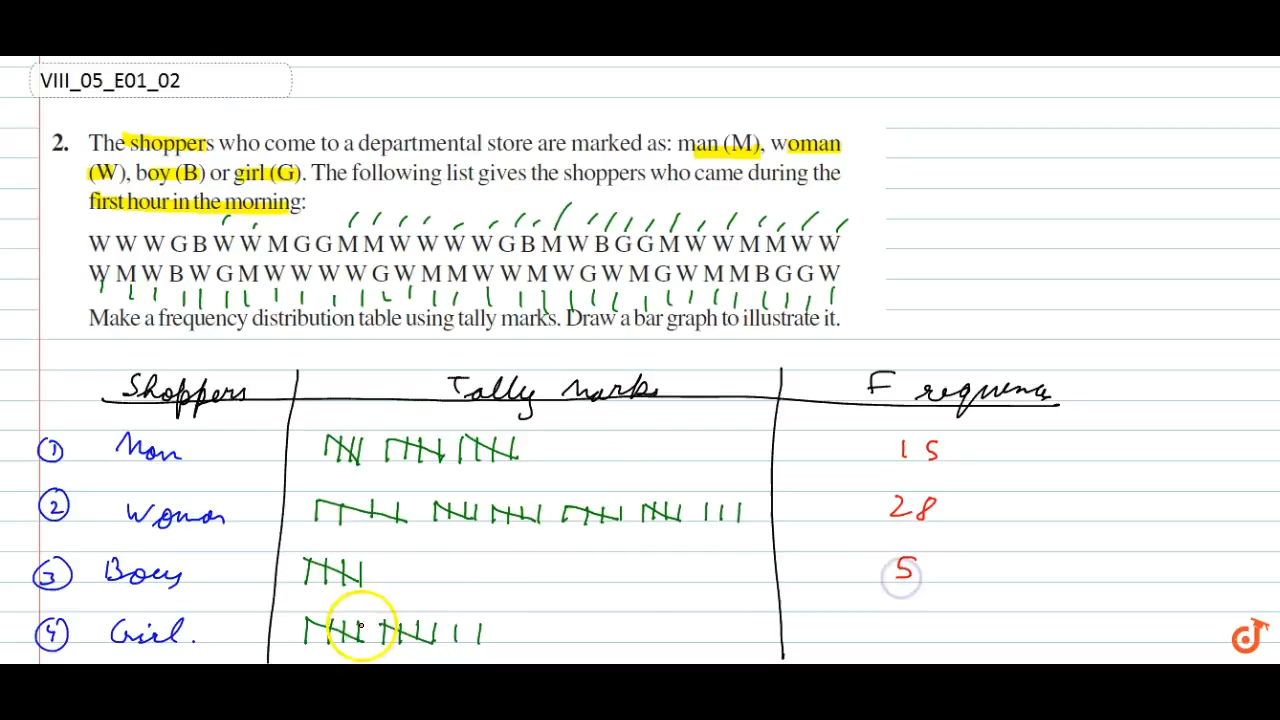 VIII_05_E01_02
2. The shoppers who come to a departmental store are marked as: man (M), woman
(W), boy (B) or girl (G). The following list gives the shoppers who came during the
first hour in the morning:
W W W G B W W M G G M M W W W W G B M W B G G M W W M M W W
W M W B W G M W W W W G W M M W W M W G W M G W M M B G G W
Make a frequency distribution table using tally marks. Draw a bar graph to illustrate it.
Shoppers Tally marks Frequenc
① Man 15
② Woman 28
③ Boys 5
④ Girl.